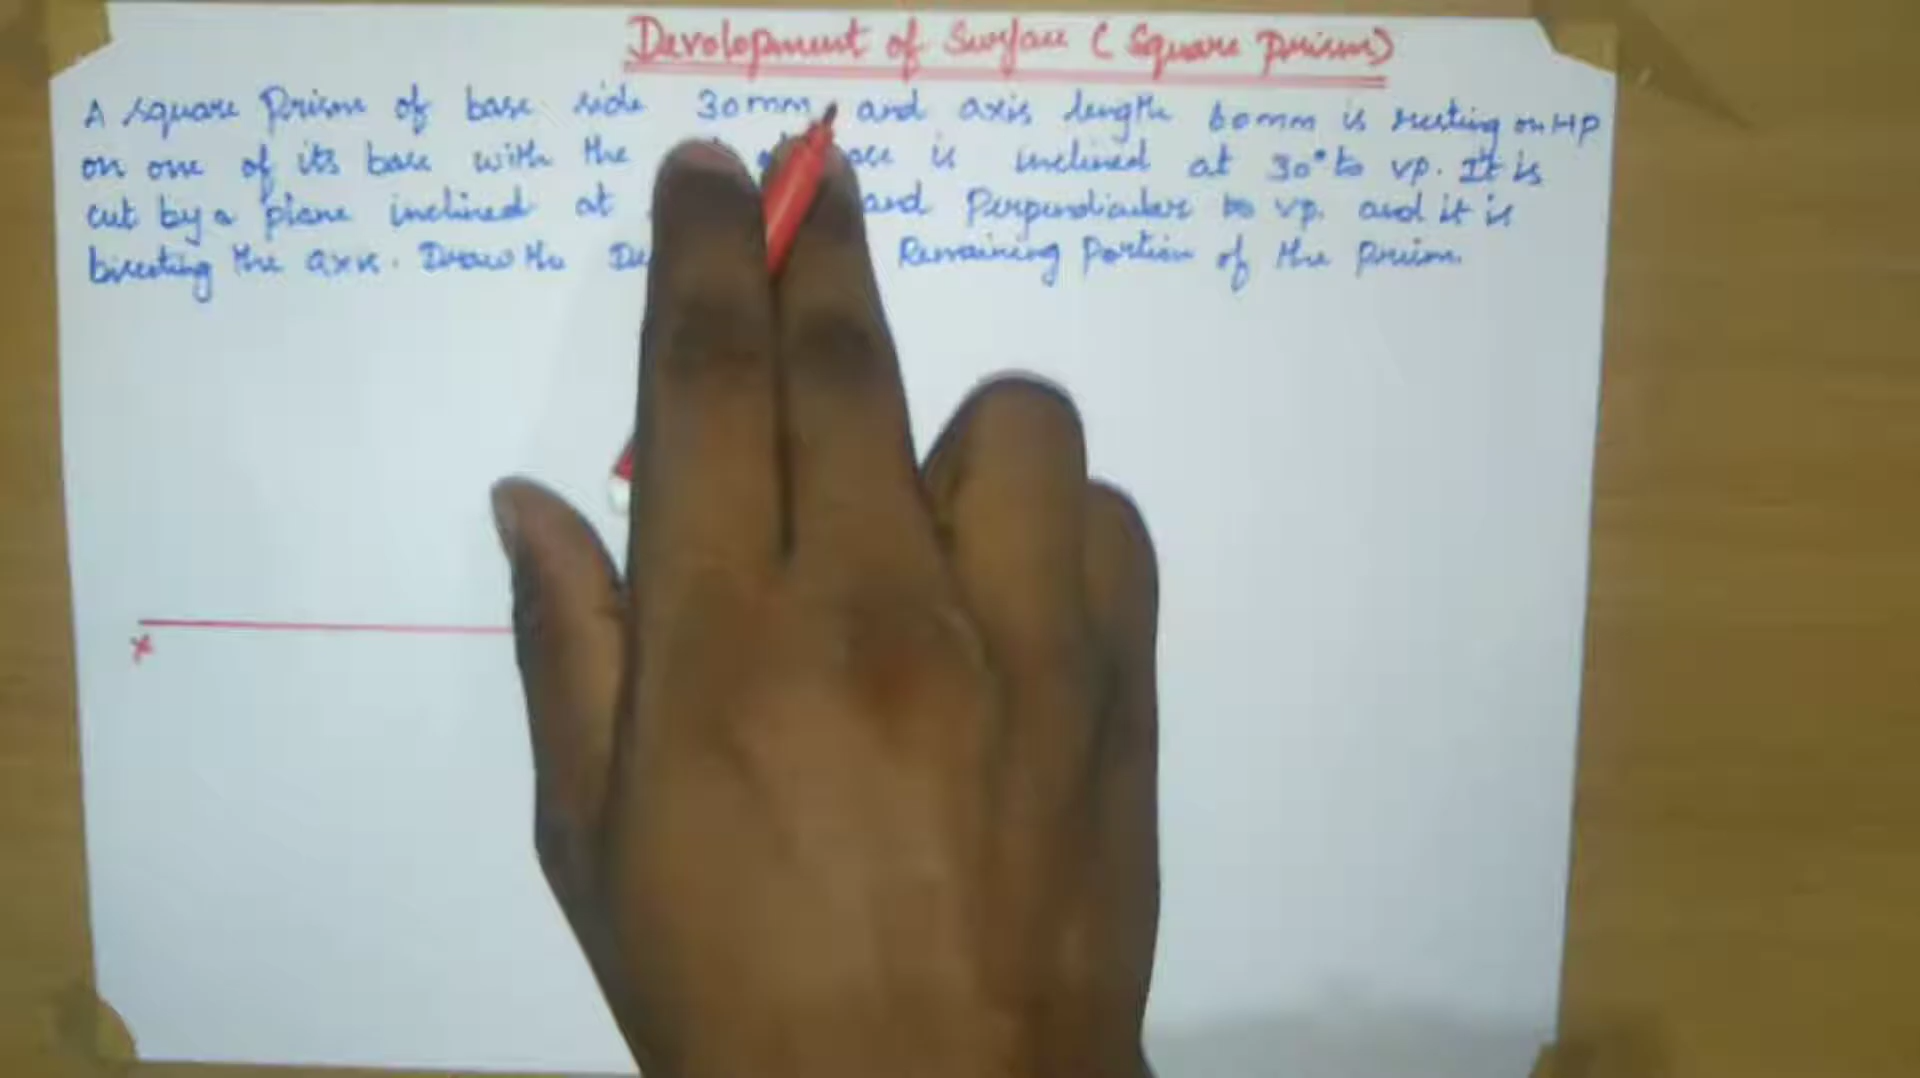 Development of Surface (Square prism)
A square Prism of base side 30mm and axis length 60mm is resting on HP
on one of its base with the is inclined at 30° to VP. It is
cut by a plane inclined at and Perpendicular to VP. and it is
bisecting the axis. Draw the Remaining Portion of the prism.
X